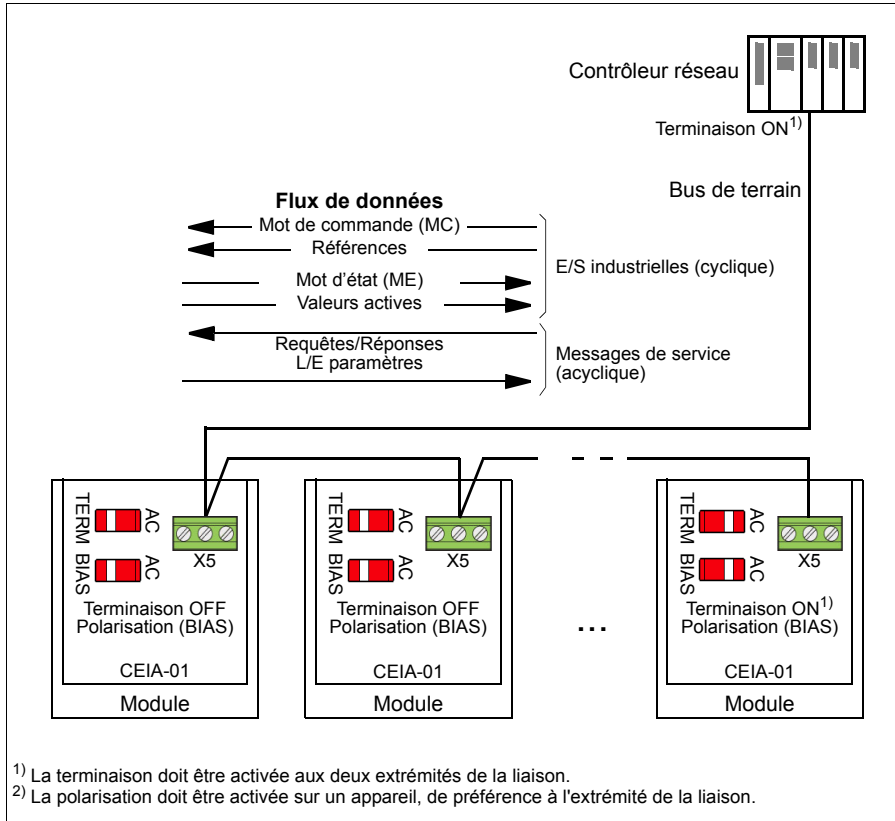 Contrôleur réseau
Terminaison ON1)
Bus de terrain
Flux de données
Mot de commande (MC)
Références
Mot d'état (ME)
Valeurs actives
E/S industrielles (cyclique)
Requêtes/Réponses
L/E paramètres
Messages de service
(acyclique)
TERM
AC
BIAS
AC
X5
Terminaison OFF
Polarisation (BIAS)
CEIA-01
Module
TERM
AC
BIAS
AC
X5
Terminaison OFF
Polarisation (BIAS)
CEIA-01
Module
...
TERM
AC
BIAS
AC
X5
Terminaison ON1)
Polarisation (BIAS)
CEIA-01
Module
1) La terminaison doit être activée aux deux extrémités de la liaison.
2) La polarisation doit être activée sur un appareil, de préférence à l'extrémité de la liaison.